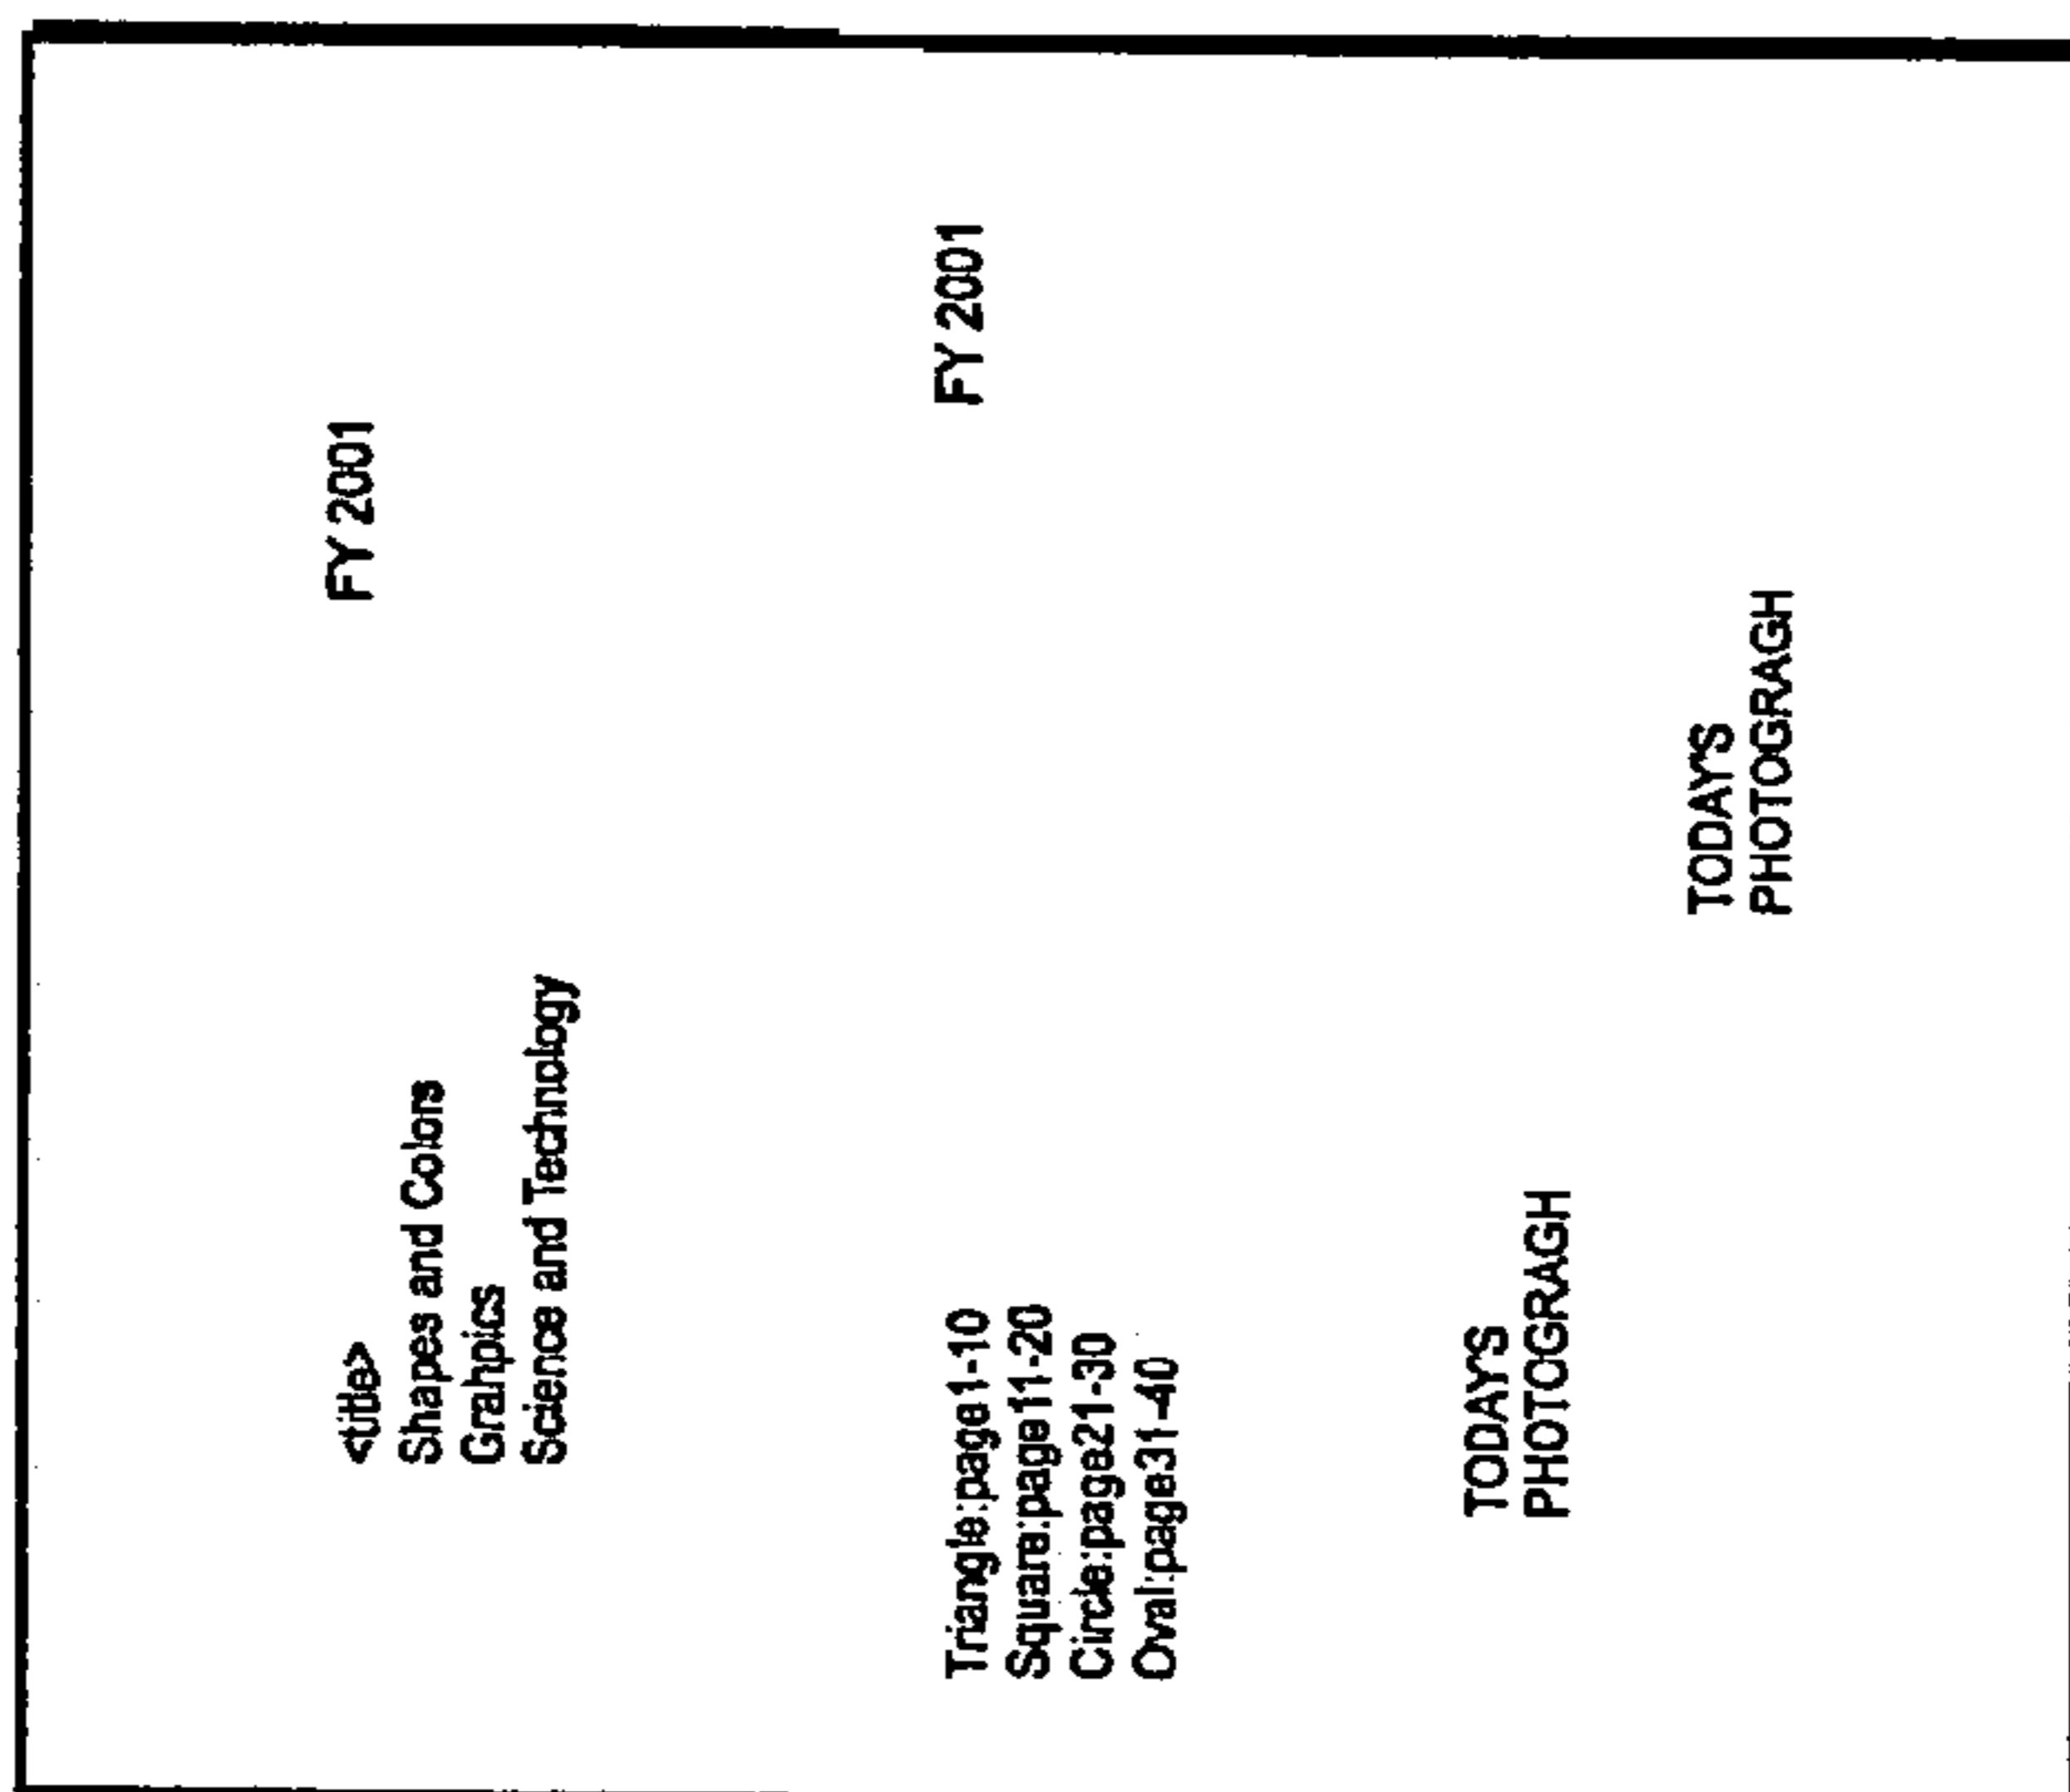 <title>
Shapes and Colors
Grahpics
Science and Technology
FY 2001
Triangle:page1-10
Square:page11-20
Circle:page21-30
Oval:page31-40
FY 2001
TODAYS
PHOTOGRAGH
TODAYS
PHOTOGRAGH